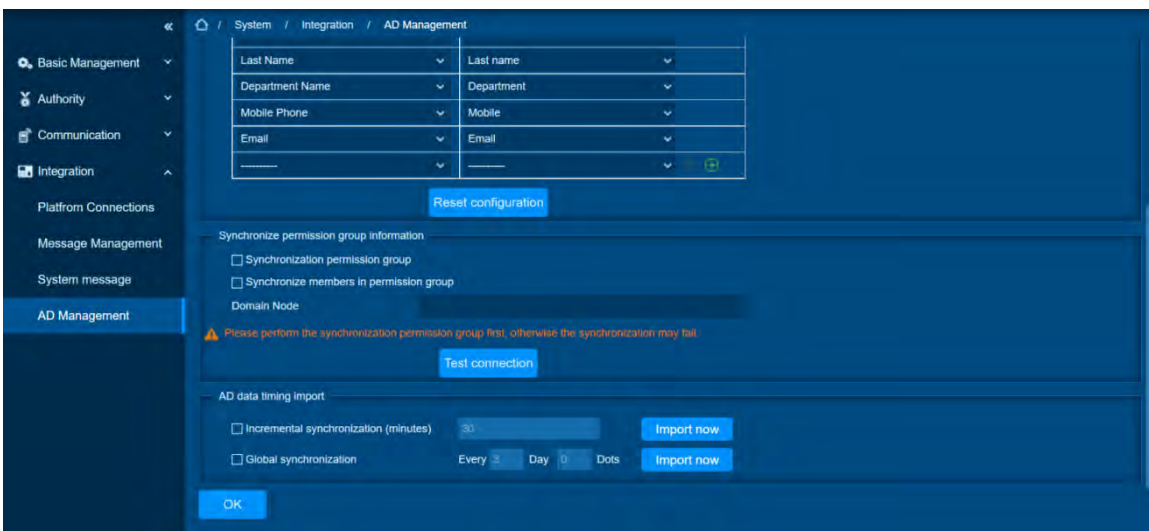 «
/ System / Integration / AD Management
Basic Management
Authority
Communication
Integration
Platfrom Connections
Message Management
System message
AD Management
Last Name Last name
Department Name Department
Mobile Phone Mobile
Email Email
---------- ----------
Reset configuration
Synchronize permission group information
Synchronization permission group
Synchronize members in permission group
Domain Node
Please perform the synchronization permission group first, otherwise the synchronization may fail.
Test connection
AD data timing import
Incremental synchronization (minutes) 30 Import now
Global synchronization Every 3 Day 0 Dots Import now
OK